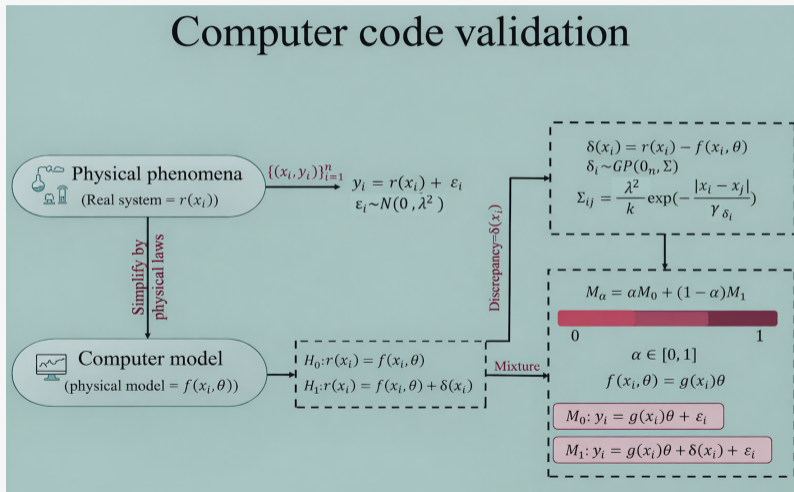 Computer code validation
Physical phenomena
(Real system = r(xᵢ))
{(xᵢ, yᵢ)}ⁿᵢ₌₁
yᵢ = r(xᵢ) + εᵢ
εᵢ~N(0, λ²)
Simplify by
physical laws
Computer model
(physical model = f(xᵢ, θ))
H₀: r(xᵢ) = f(xᵢ, θ)
H₁: r(xᵢ) = f(xᵢ, θ) + δ(xᵢ)
Discrepancy=δ(xᵢ)
Mixture
δ(xᵢ) = r(xᵢ) − f(xᵢ, θ)
δᵢ~GP(0ₙ, Σ)
Σᵢⱼ = λ²/k exp(−|xᵢ − xⱼ|/γ_δᵢ)
Mₐ = αM₀ + (1 − α)M₁
0 1
α ∈ [0, 1]
f(xᵢ, θ) = g(xᵢ)θ
M₀: yᵢ = g(xᵢ)θ + εᵢ
M₁: yᵢ = g(xᵢ)θ + δ(xᵢ) + εᵢ